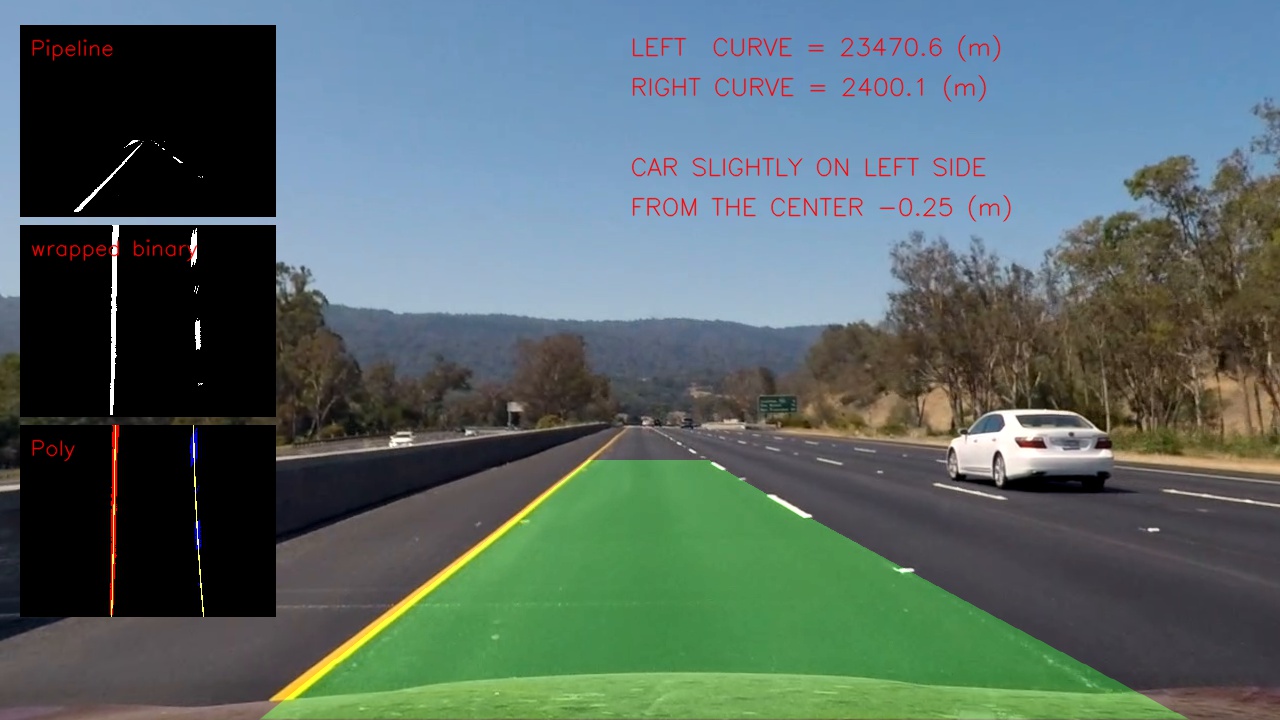 Pipeline
wrapped binary
Poly
LEFT CURVE = 23470.6 (m)
RIGHT CURVE = 2400.1 (m)
CAR SLIGHTLY ON LEFT SIDE
FROM THE CENTER -0.25 (m)